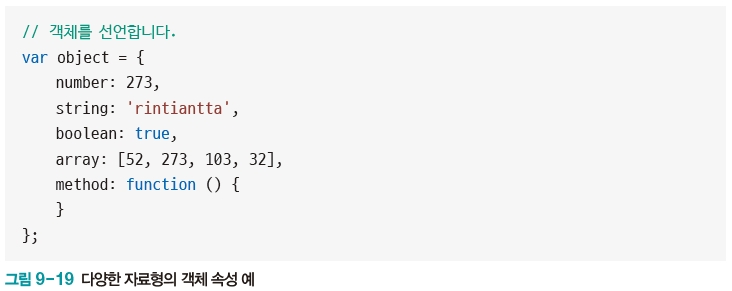 // 객체를 선언합니다.
var object = {
    number: 273,
    string: 'rintiantta',
    boolean: true,
    array: [52, 273, 103, 32],
    method: function () {
    }
};
그림 9-19 다양한 자료형의 객체 속성 예